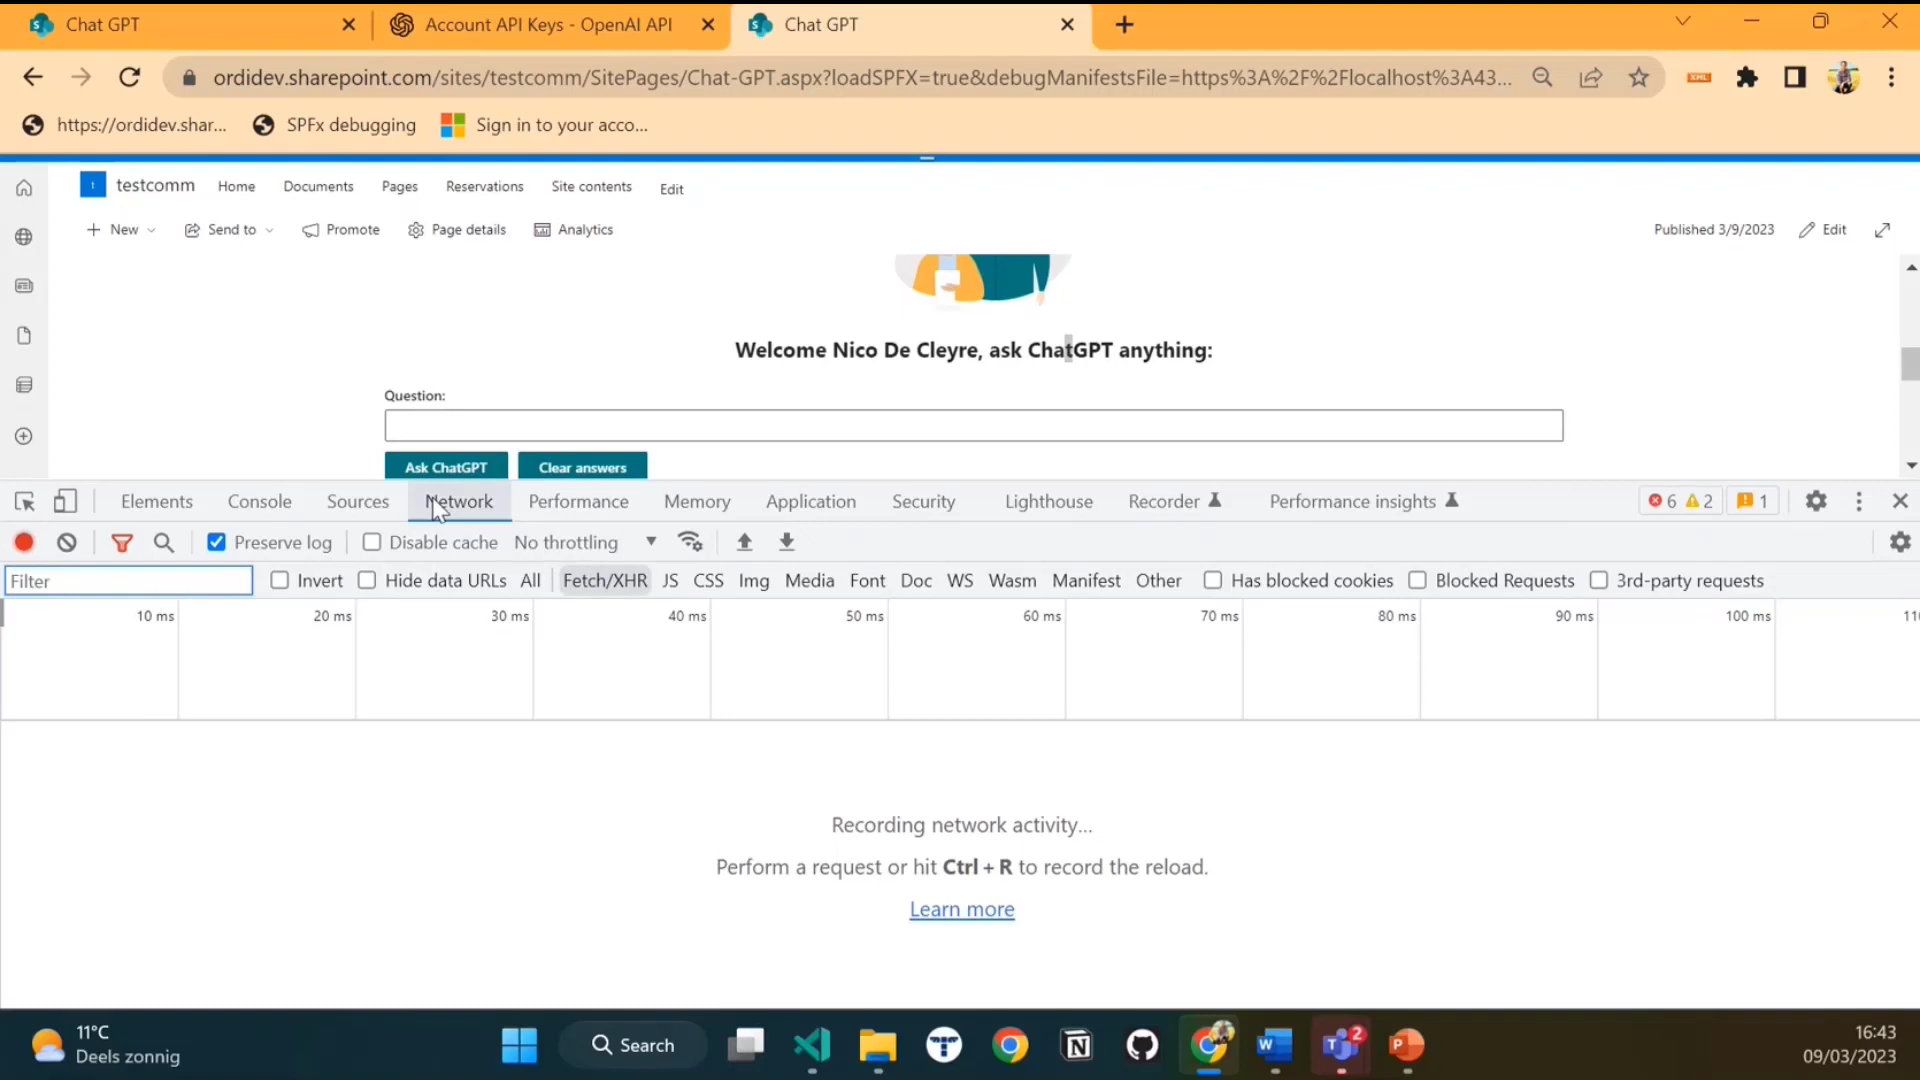 Chat GPT
Account API Keys - OpenAI API
Chat GPT
ordidev.sharepoint.com/sites/testcomm/SitePages/Chat-GPT.aspx?loadSPFX=true&debugManifestsFile=https%3A%2F%2Flocalhost%3A43...
XML
https://ordidev.shar...
SPFx debugging
Sign in to your acco...
t testcomm Home Documents Pages Reservations Site contents Edit
New Send to Promote Page details Analytics Published 3/9/2023 Edit
Welcome Nico De Cleyre, ask ChatGPT anything:
Question:
Ask ChatGPT Clear answers
Elements Console Sources Network Performance Memory Application Security Lighthouse Recorder Performance insights 6 2 1
Preserve log Disable cache No throttling
Filter Invert Hide data URLs All Fetch/XHR JS CSS Img Media Font Doc WS Wasm Manifest Other Has blocked cookies Blocked Requests 3rd-party requests
10 ms 20 ms 30 ms 40 ms 50 ms 60 ms 70 ms 80 ms 90 ms 100 ms 11
Recording network activity...
Perform a request or hit Ctrl + R to record the reload.
Learn more
11°C
Deels zonnig
Search
2
16:43
09/03/2023